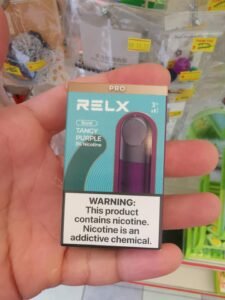 PRO
RELX
TANGY
PURPLE
WARNING:
This product
contains nicotine.
Nicotine is an
addictive chemical.